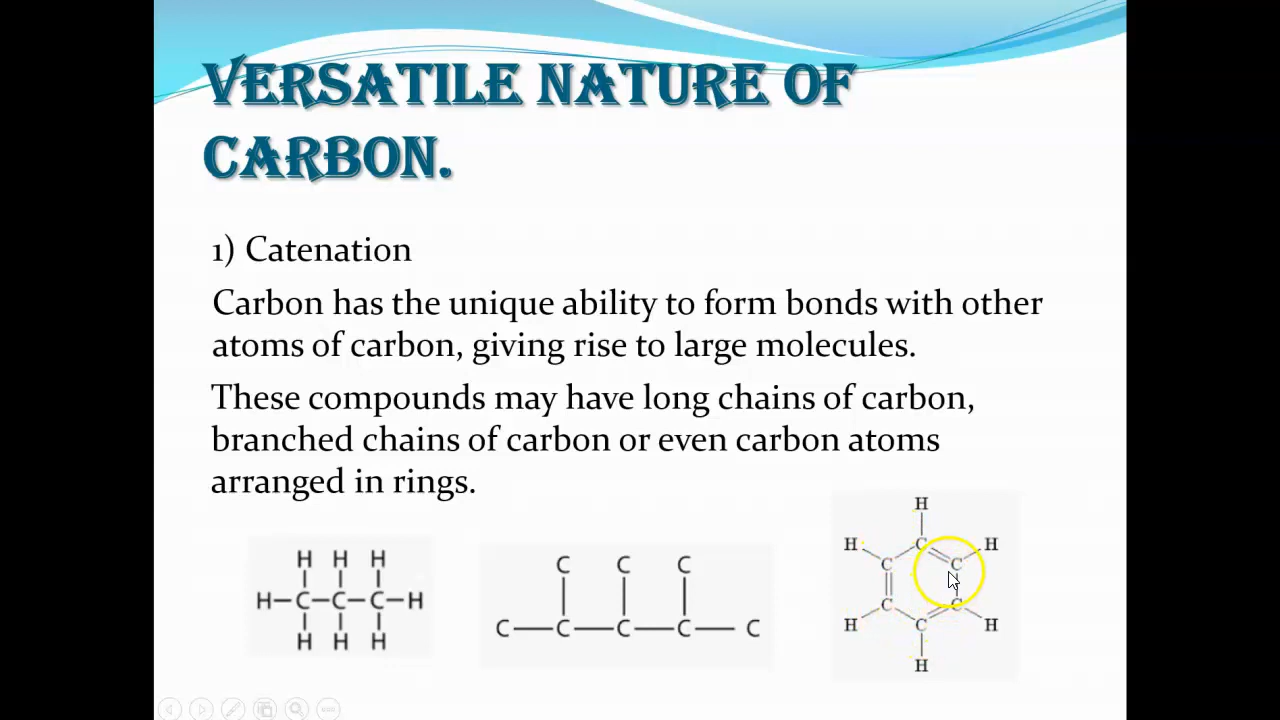 VERSATILE NATURE OF
CARBON.
1) Catenation
Carbon has the unique ability to form bonds with other
atoms of carbon, giving rise to large molecules.
These compounds may have long chains of carbon,
branched chains of carbon or even carbon atoms
arranged in rings.
H H H
H—C—C—C—H
H H H
C C C
C—C—C—C—C
H
H C H
C C
C C
H C H
H